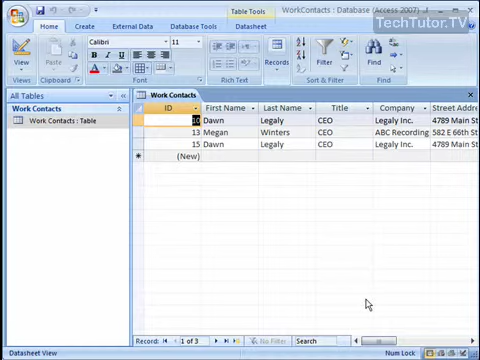 Table Tools
WorkContacts : Database (Access 2007)
TechTutor.TV
Home
Create
External Data
Database Tools
Datasheet
Calibri
11
B I U
A
View
Paste
Records
Filter
Find
Views
Clipboard
Font
Rich Text
Sort & Filter
Find
All Tables
Work Contacts
Work Contacts : Table
Work Contacts
ID First Name Last Name Title Company Street Addre
10 Dawn Legaly CEO Legaly Inc. 4789 Main St
13 Megan Winters CEO ABC Recording 582 E 66th S
15 Dawn Legaly CEO Legaly Inc. 4789 Main St
(New)
Record: 1 of 3 No Filter Search
Datasheet View
Num Lock